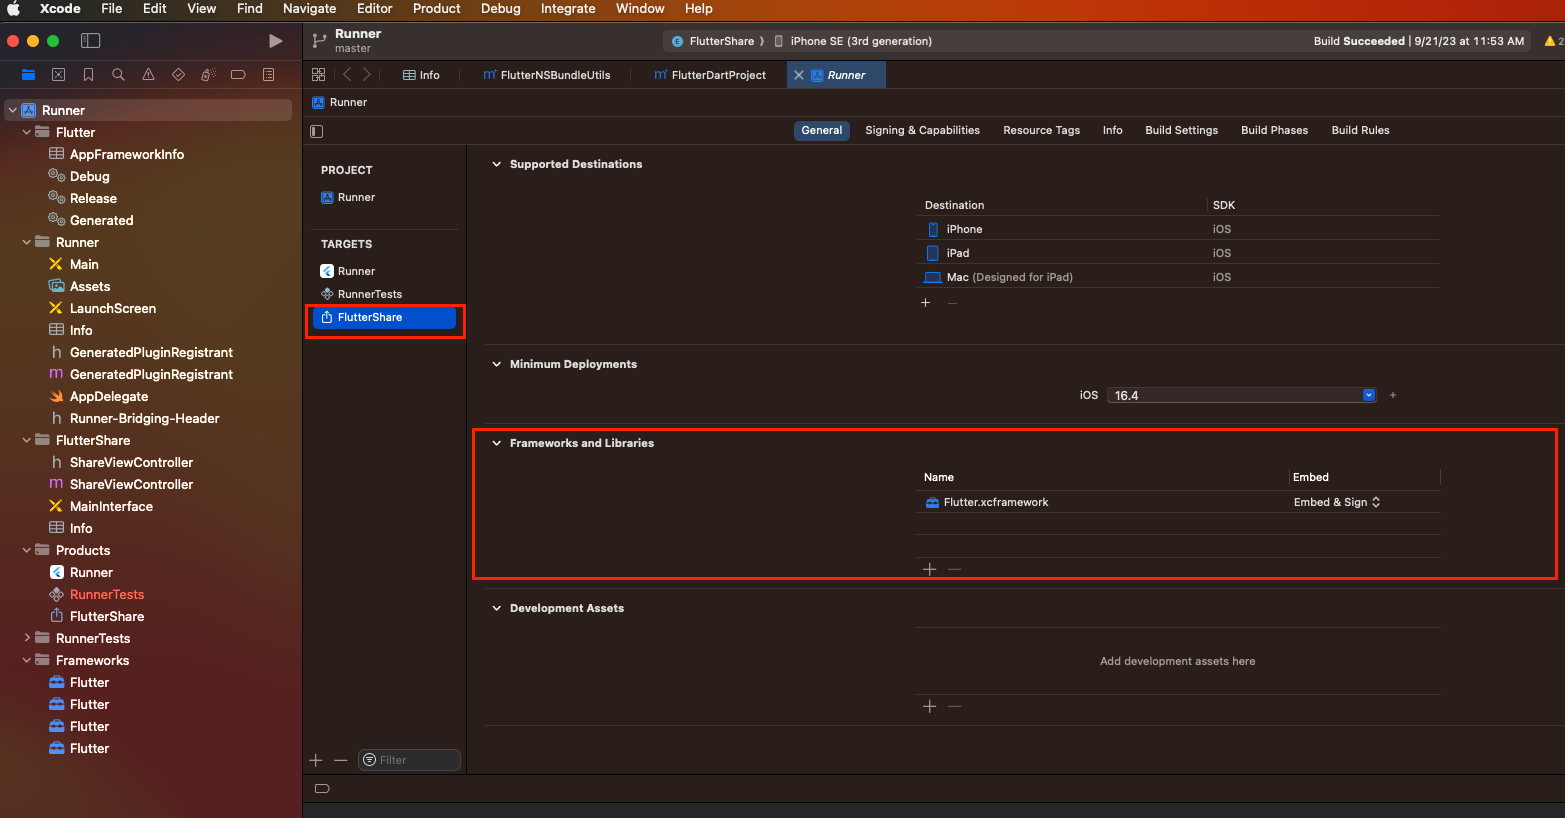 Xcode File Edit View Find Navigate Editor Product Debug Integrate Window Help
Runner
master
FlutterShare 〉 iPhone SE (3rd generation)
Build Succeeded | 9/21/23 at 11:53 AM
2
Info
FlutterNSBundleUtils
FlutterDartProject
Runner
Runner
General Signing & Capabilities Resource Tags Info Build Settings Build Phases Build Rules
Runner
Flutter
AppFrameworkInfo
Debug
Release
Generated
Runner
Main
Assets
LaunchScreen
Info
h GeneratedPluginRegistrant
m GeneratedPluginRegistrant
AppDelegate
h Runner-Bridging-Header
FlutterShare
h ShareViewController
m ShareViewController
MainInterface
Info
Products
Runner
RunnerTests
FlutterShare
RunnerTests
Frameworks
Flutter
Flutter
Flutter
Flutter
PROJECT
Runner
TARGETS
Runner
RunnerTests
FlutterShare
Filter
Supported Destinations
Destination SDK
iPhone iOS
iPad iOS
Mac (Designed for iPad) iOS
Minimum Deployments
iOS 16.4
Frameworks and Libraries
Name Embed
Flutter.xcframework Embed & Sign
Development Assets
Add development assets here